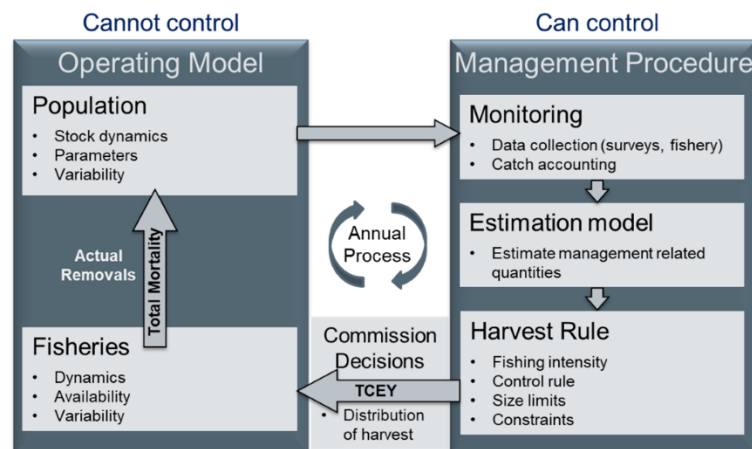 Cannot control
Can control
Operating Model
Population
• Stock dynamics
• Parameters
• Variability
Actual
Removals
Total Mortality
Fisheries
• Dynamics
• Availability
• Variability
Annual
Process
Commission
Decisions
TCEY
• Distribution
of harvest
Management Procedure
Monitoring
• Data collection (surveys, fishery)
• Catch accounting
Estimation model
• Estimate management related
quantities
Harvest Rule
• Fishing intensity
• Control rule
• Size limits
• Constraints